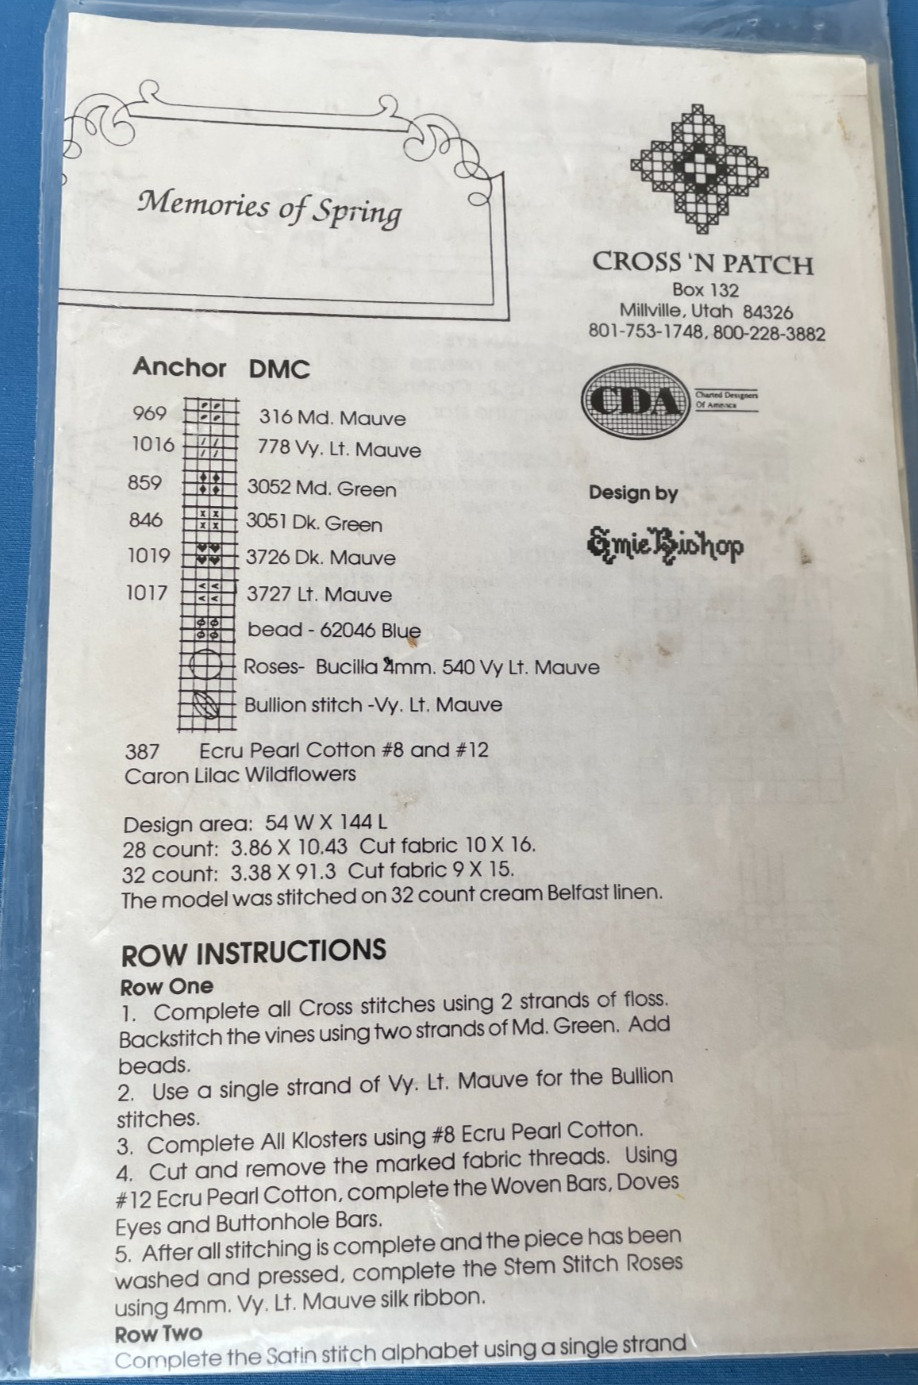 Memories of Spring
CROSS 'N PATCH
Box 132
Millville, Utah 84326
801-753-1748, 800-228-3882
CDA
Charted Designers
Of America
Design by
Emie Bishop
Anchor DMC
969 316 Md. Mauve
1016 778 Vy. Lt. Mauve
859 3052 Md. Green
846 3051 Dk. Green
1019 3726 Dk. Mauve
1017 3727 Lt. Mauve
bead - 62046 Blue
Roses- Bucilla 4mm. 540 Vy Lt. Mauve
Bullion stitch -Vy. Lt. Mauve
387 Ecru Pearl Cotton #8 and #12
Caron Lilac Wildflowers
Design area: 54 W X 144 L
28 count: 3.86 X 10.43 Cut fabric 10 X 16.
32 count: 3.38 X 91.3 Cut fabric 9 X 15.
The model was stitched on 32 count cream Belfast linen.
ROW INSTRUCTIONS
Row One
1. Complete all Cross stitches using 2 strands of floss.
Backstitch the vines using two strands of Md. Green. Add
beads.
2. Use a single strand of Vy. Lt. Mauve for the Bullion
stitches.
3. Complete All Klosters using #8 Ecru Pearl Cotton.
4. Cut and remove the marked fabric threads. Using
#12 Ecru Pearl Cotton, complete the Woven Bars, Doves
Eyes and Buttonhole Bars.
5. After all stitching is complete and the piece has been
washed and pressed, complete the Stem Stitch Roses
using 4mm. Vy. Lt. Mauve silk ribbon.
Row Two
Complete the Satin stitch alphabet using a single strand